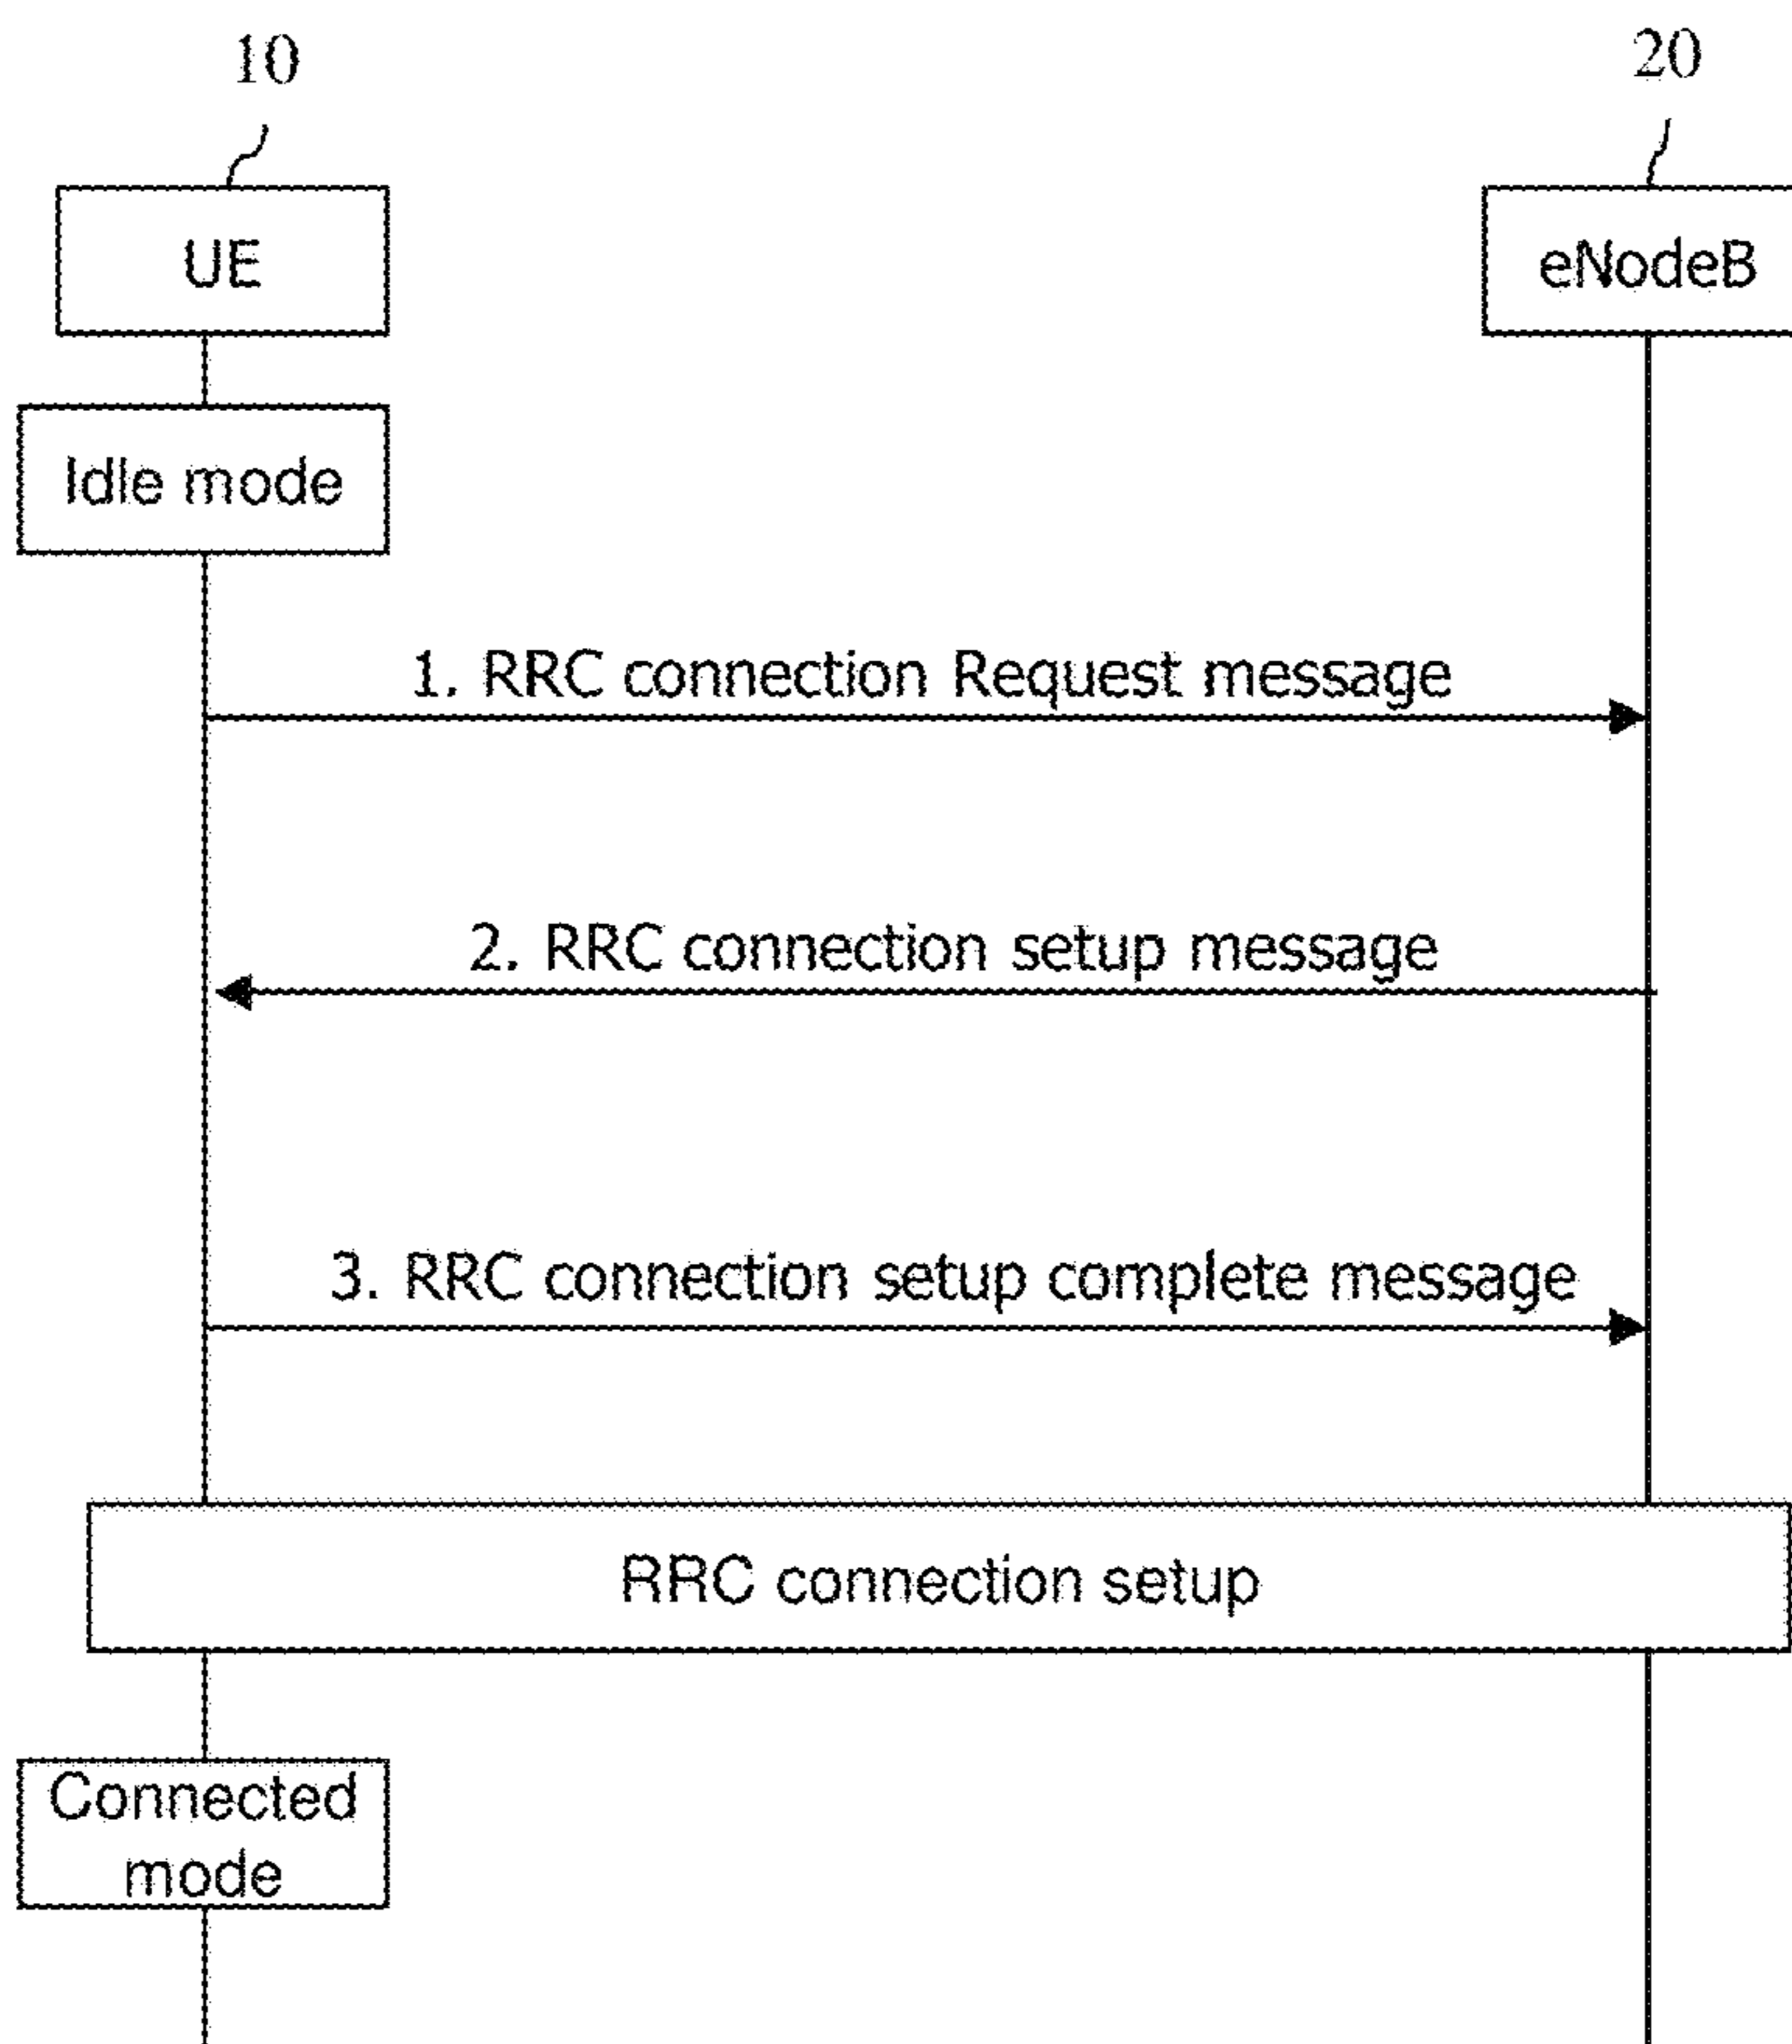 10
20
UE
eNodeB
Idle mode
1. RRC connection Request message
2. RRC connection setup message
3. RRC connection setup complete message
RRC connection setup
Connected
mode